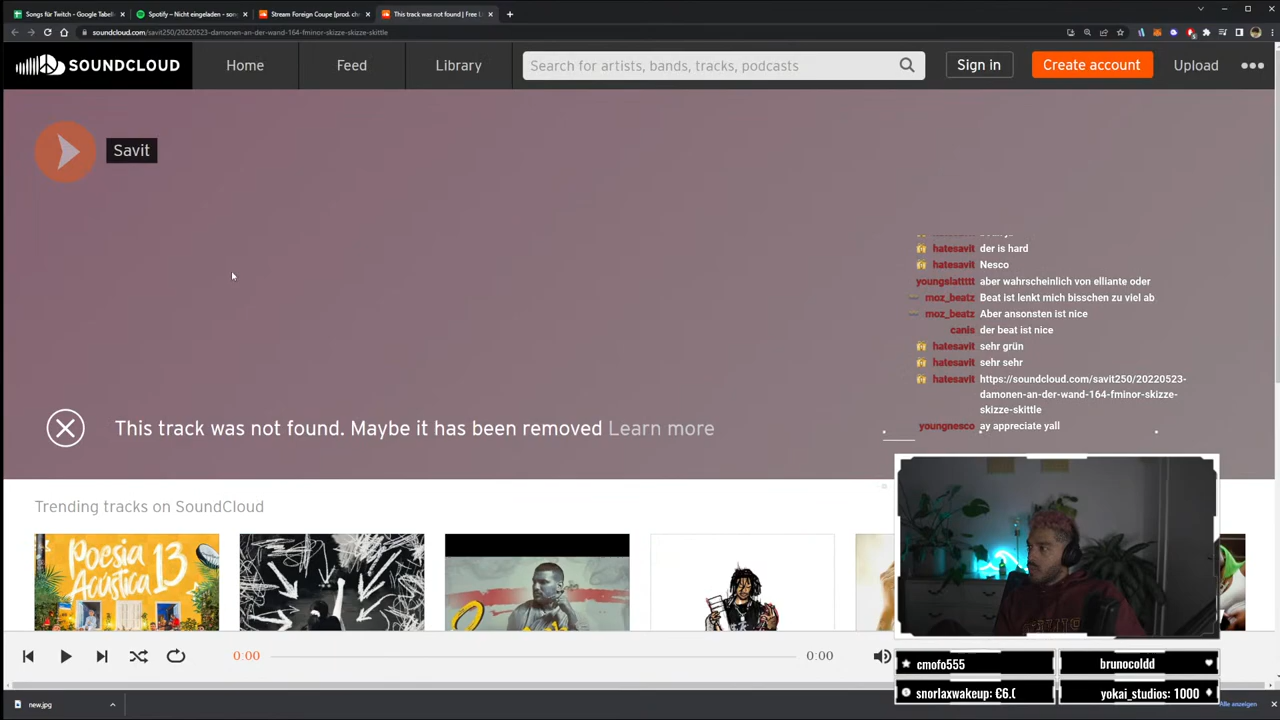 Songs für Twitch - Google Tabell
Spotify – Nicht eingeladen - son
Stream Foreign Coupe [prod. ch
This track was not found | Free L
soundcloud.com/savit250/20220523-damonen-an-der-wand-164-fminor-skizze-skizze-skittle
SOUNDCLOUD
Home
Feed
Library
Search for artists, bands, tracks, podcasts
Sign in
Create account
Upload
Savit
hatesavit der is hard
hatesavit Nesco
youngslattttt aber wahrscheinlich von elliante oder
moz_beatz Beat ist lenkt mich bisschen zu viel ab
moz_beatz Aber ansonsten ist nice
canis der beat ist nice
hatesavit sehr grün
hatesavit sehr sehr
hatesavit https://soundcloud.com/savit250/20220523-
damonen-an-der-wand-164-fminor-skizze-
skizze-skittle
youngnesco ay appreciate yall
This track was not found. Maybe it has been removed Learn more
Trending tracks on SoundCloud
Poesia
Acústica 13
0:00
0:00
cmofo555
brunocoldd
snorlaxwakeup: €6.(
yokai_studios: 1000
new.jpg
Alle anzeigen